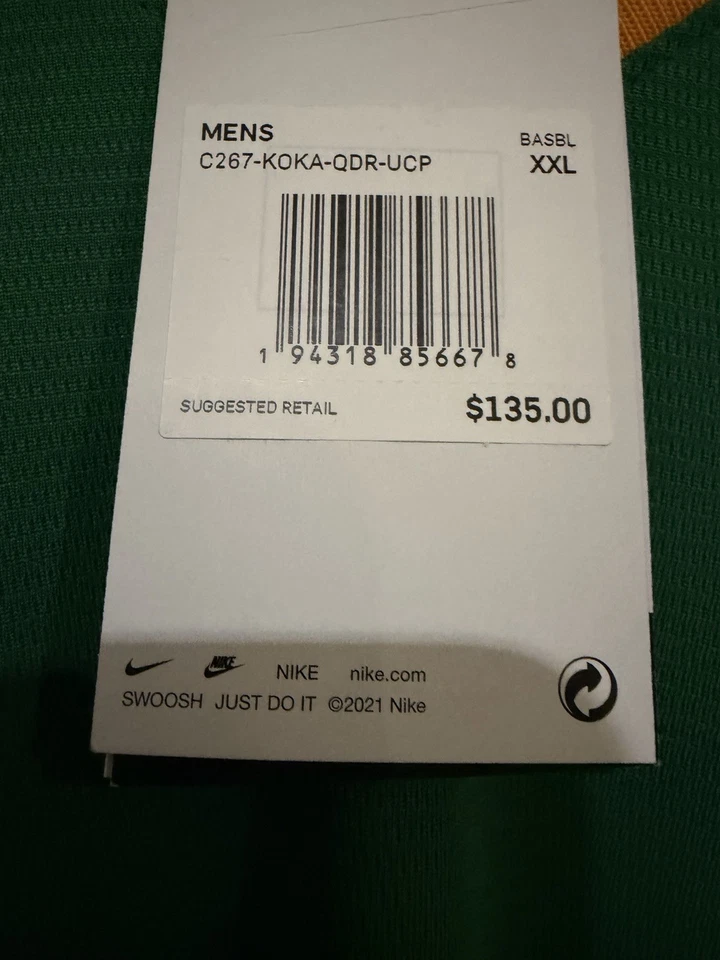 MENS
BASBL
C267-KOKA-QDR-UCP
XXL
1 94318 85667 8
SUGGESTED RETAIL $135.00
NIKE NIKE nike.com
SWOOSH JUST DO IT ©2021 Nike